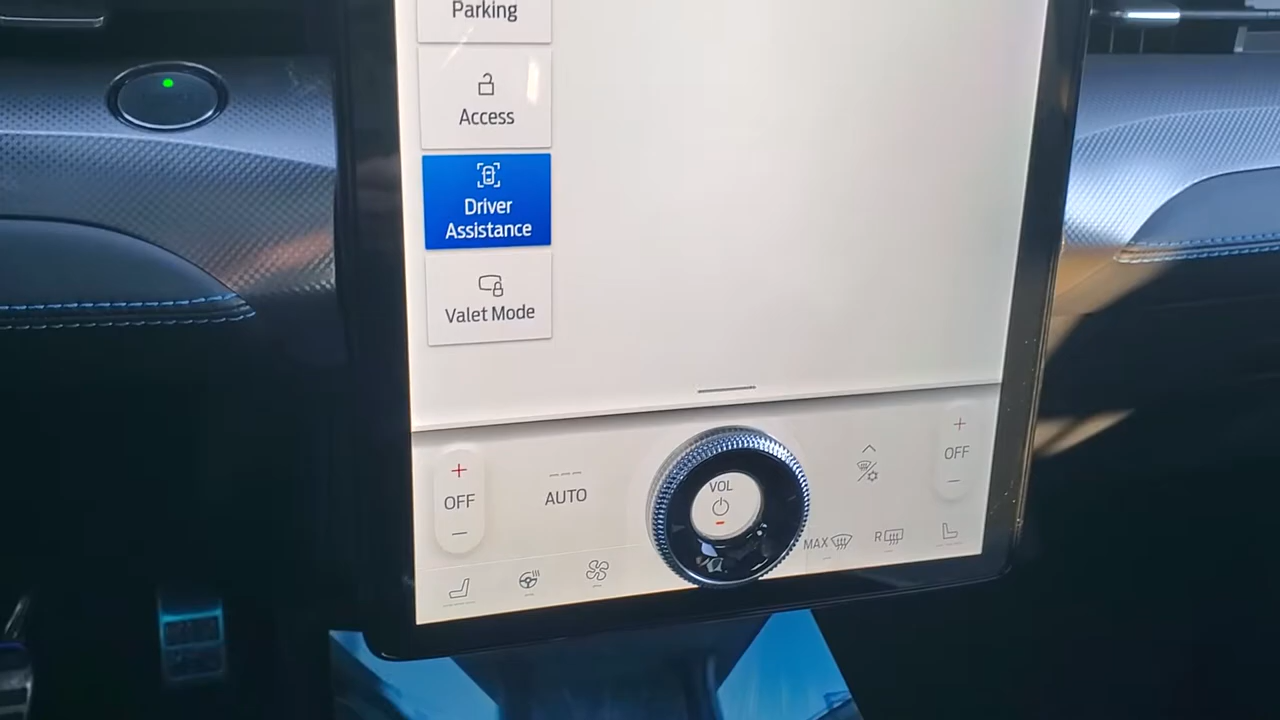 Parking
Access
Driver
Assistance
Valet Mode
OFF
AUTO
VOL
OFF
MAX
R